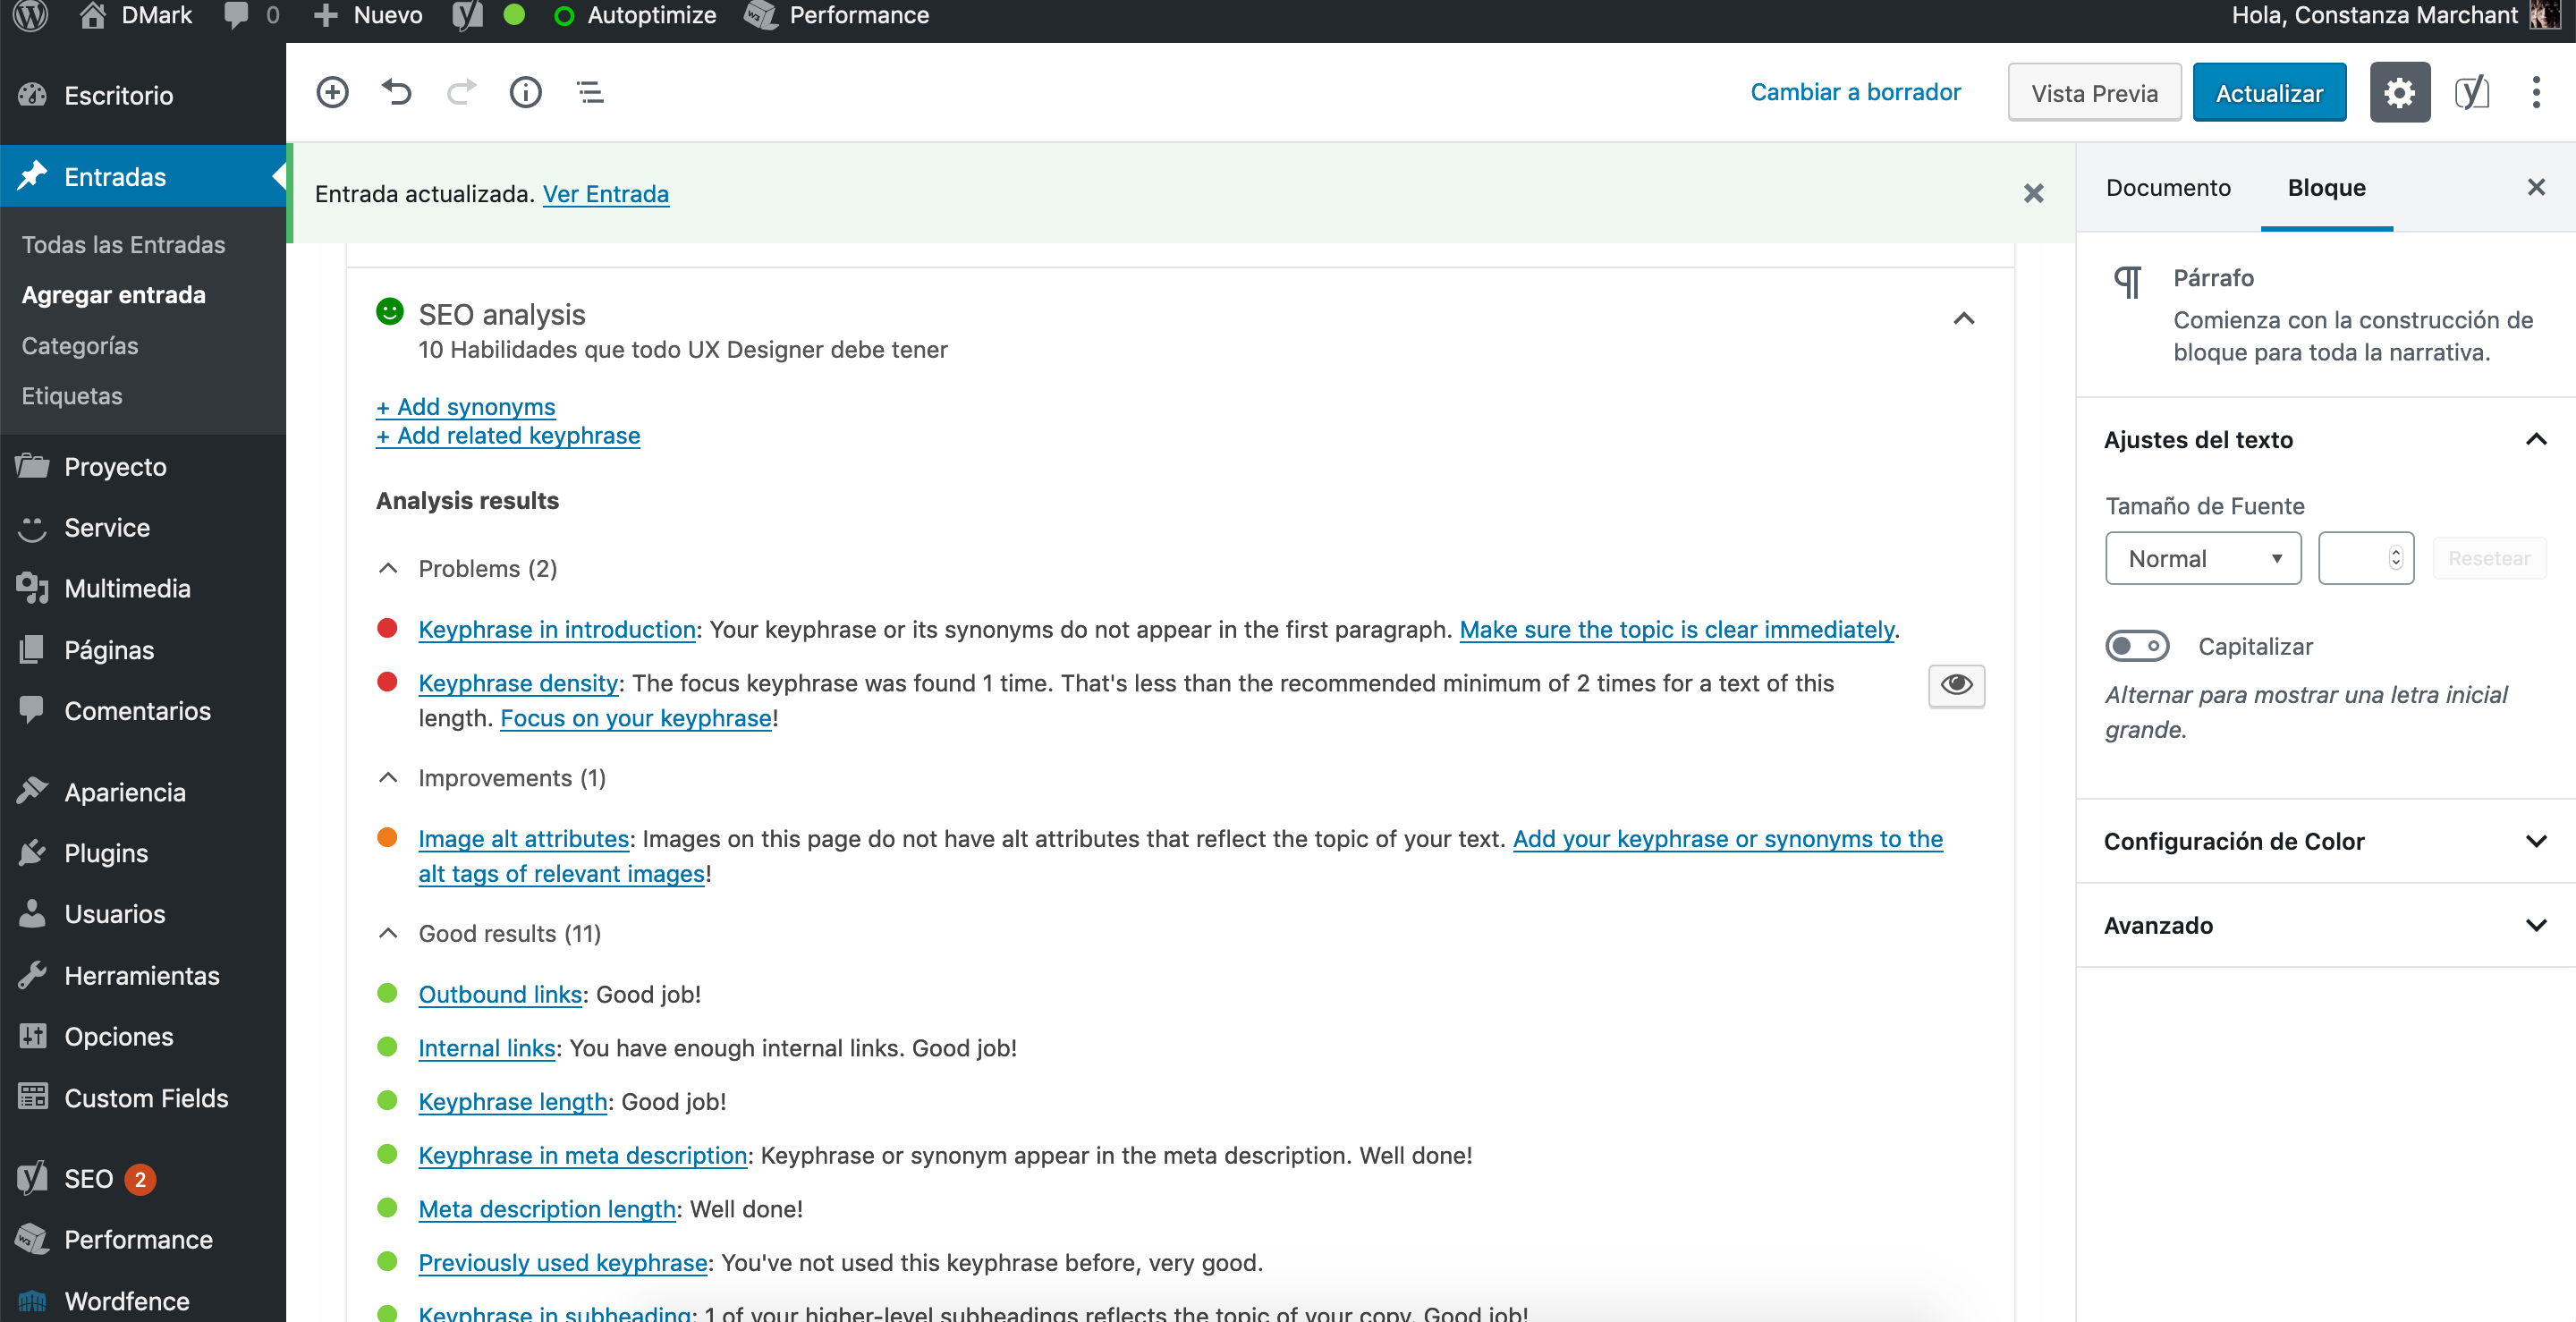 DMark
0
Nuevo
Autoptimize
Performance
Hola, Constanza Marchant
Escritorio
Entradas
Todas las Entradas
Agregar entrada
Categorías
Etiquetas
Proyecto
Service
Multimedia
Páginas
Comentarios
Apariencia
Plugins
Usuarios
Herramientas
Opciones
Custom Fields
SEO 2
Performance
Wordfence
Cambiar a borrador
Vista Previa
Actualizar
Entrada actualizada. Ver Entrada
SEO analysis
10 Habilidades que todo UX Designer debe tener
+ Add synonyms
+ Add related keyphrase
Analysis results
Problems (2)
Keyphrase in introduction: Your keyphrase or its synonyms do not appear in the first paragraph. Make sure the topic is clear immediately.
Keyphrase density: The focus keyphrase was found 1 time. That's less than the recommended minimum of 2 times for a text of this
length. Focus on your keyphrase!
Improvements (1)
Image alt attributes: Images on this page do not have alt attributes that reflect the topic of your text. Add your keyphrase or synonyms to the
alt tags of relevant images!
Good results (11)
Outbound links: Good job!
Internal links: You have enough internal links. Good job!
Keyphrase length: Good job!
Keyphrase in meta description: Keyphrase or synonym appear in the meta description. Well done!
Meta description length: Well done!
Previously used keyphrase: You've not used this keyphrase before, very good.
Keyphrase in subheading: 1 of your higher-level subheadings reflects the topic of your copy. Good job!
Documento
Bloque
Párrafo
Comienza con la construcción de
bloque para toda la narrativa.
Ajustes del texto
Tamaño de Fuente
Normal
Resetear
Capitalizar
Alternar para mostrar una letra inicial
grande.
Configuración de Color
Avanzado